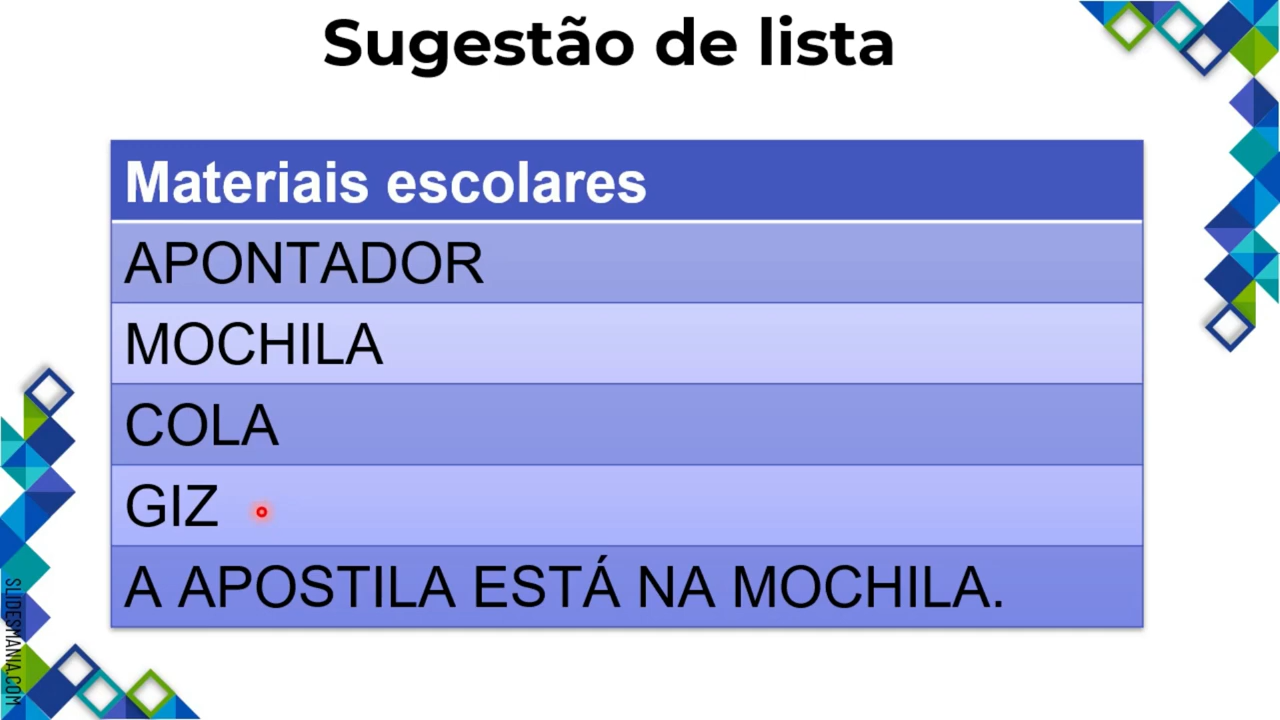 Sugestão de lista
Materiais escolares
APONTADOR
MOCHILA
COLA
GIZ
A APOSTILA ESTÁ NA MOCHILA.
SLIDESMANIA.COM